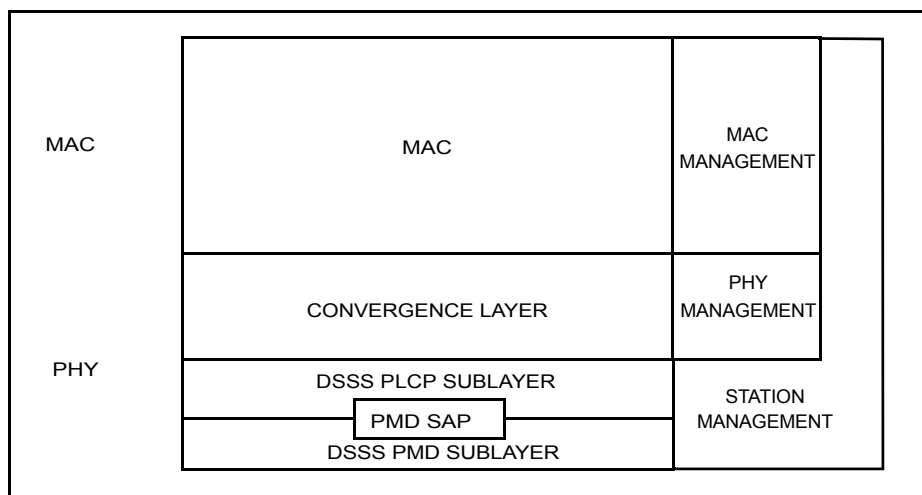 MAC
MAC
MAC
MANAGEMENT
CONVERGENCE LAYER
PHY
MANAGEMENT
PHY
DSSS PLCP SUBLAYER
PMD SAP
DSSS PMD SUBLAYER
STATION
MANAGEMENT